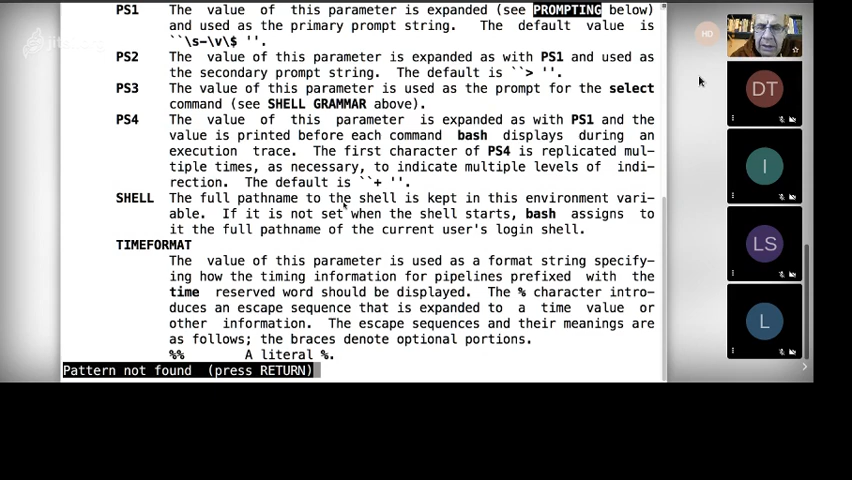 PS1 The value of this parameter is expanded (see PROMPTING below)
and used as the primary prompt string. The default value is
``\s-\v\$ ''.
PS2 The value of this parameter is expanded as with PS1 and used as
the secondary prompt string. The default is ``> ''.
PS3 The value of this parameter is used as the prompt for the select
command (see SHELL GRAMMAR above).
PS4 The value of this parameter is expanded as with PS1 and the
value is printed before each command bash displays during an
execution trace. The first character of PS4 is replicated mul-
tiple times, as necessary, to indicate multiple levels of indi-
rection. The default is ``+ ''.
SHELL The full pathname to the shell is kept in this environment vari-
able. If it is not set when the shell starts, bash assigns to
it the full pathname of the current user's login shell.
TIMEFORMAT
The value of this parameter is used as a format string specify-
ing how the timing information for pipelines prefixed with the
time reserved word should be displayed. The % character intro-
duces an escape sequence that is expanded to a time value or
other information. The escape sequences and their meanings are
as follows; the braces denote optional portions.
%% A literal %.
Pattern not found (press RETURN)
jitsi.org
HD
DT
I
LS
L